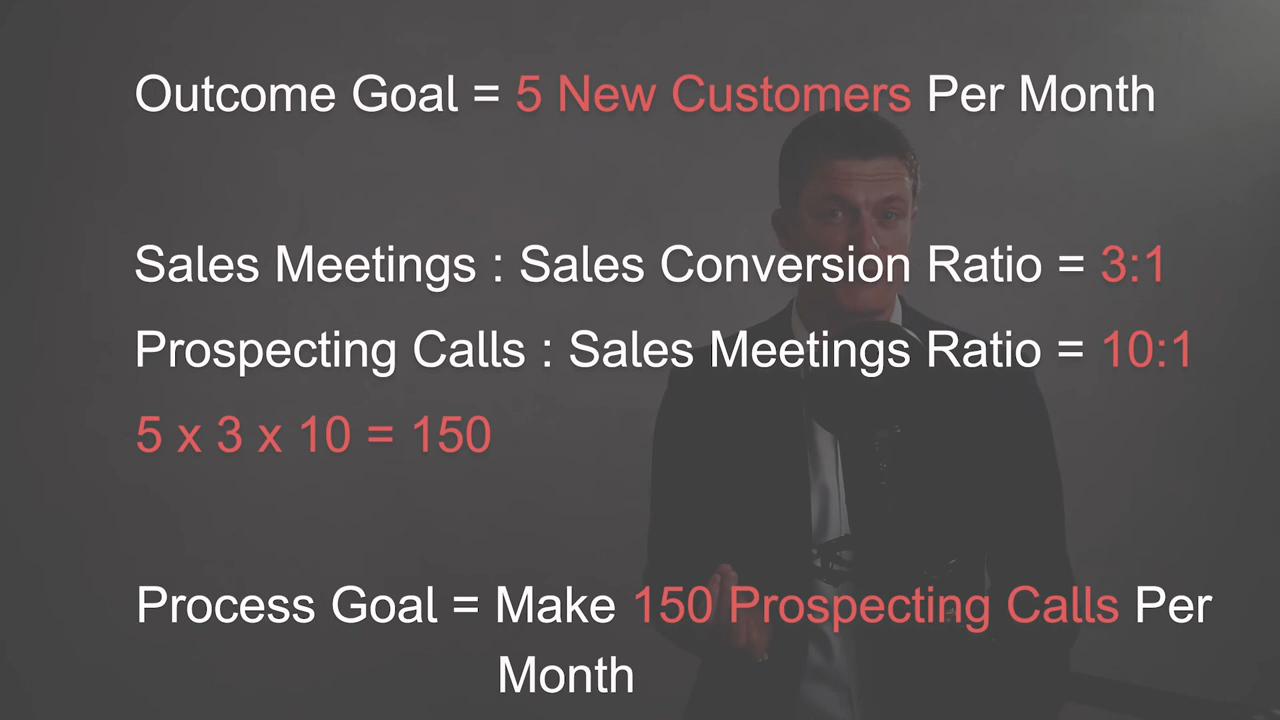 Outcome Goal = 5 New Customers Per Month
Sales Meetings : Sales Conversion Ratio = 3:1
Prospecting Calls : Sales Meetings Ratio = 10:1
5 x 3 x 10 = 150
Process Goal = Make 150 Prospecting Calls Per
Month